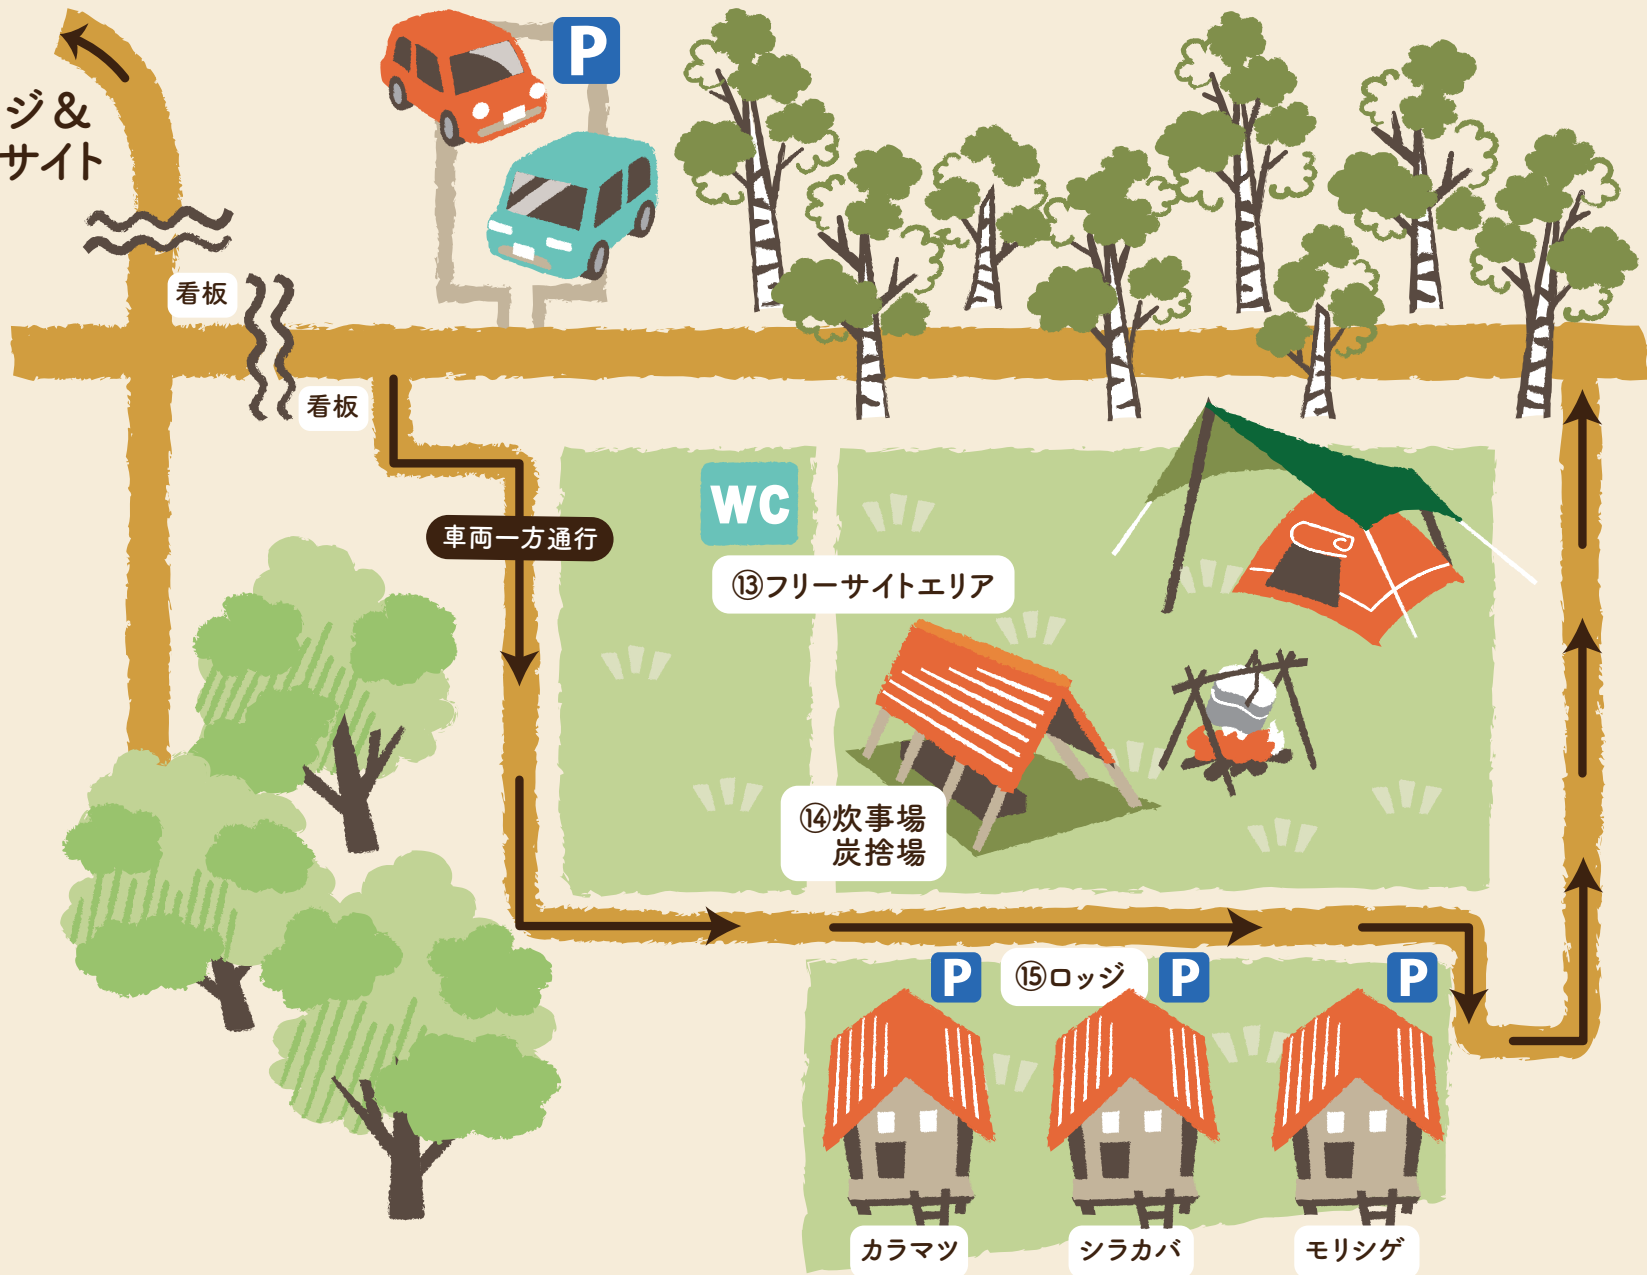 ジ&
サイト
P
看板
看板
車両一方通行
WC
⑬フリーサイトエリア
⑭炊事場
炭捨場
P
⑮ロッジ
P
P
カラマツ
シラカバ
モリシゲ